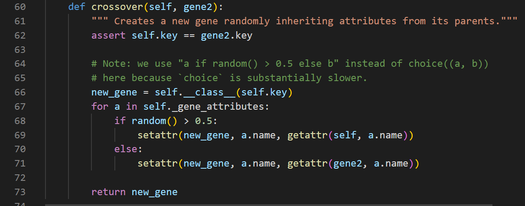 60 def crossover(self, gene2):
61 """ Creates a new gene randomly inheriting attributes from its parents."""
62 assert self.key == gene2.key
63
64 # Note: we use "a if random() > 0.5 else b" instead of choice((a, b))
65 # here because `choice` is substantially slower.
66 new_gene = self.__class__(self.key)
67 for a in self._gene_attributes:
68 if random() > 0.5:
69 setattr(new_gene, a.name, getattr(self, a.name))
70 else:
71 setattr(new_gene, a.name, getattr(gene2, a.name))
72
73 return new_gene